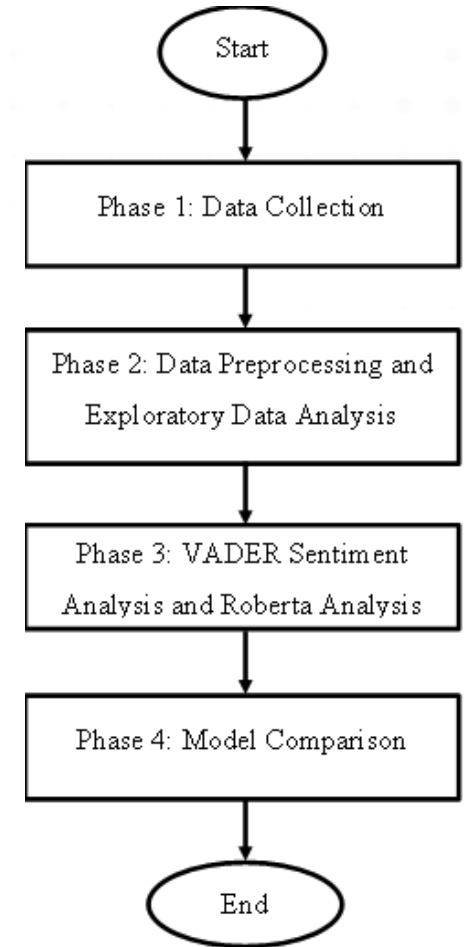 Start
Phase 1: Data Collection
Phase 2: Data Preprocessing and
Exploratory Data Analysis
Phase 3: VADER Sentiment
Analysis and Roberta Analysis
Phase 4: Model Comparison
End